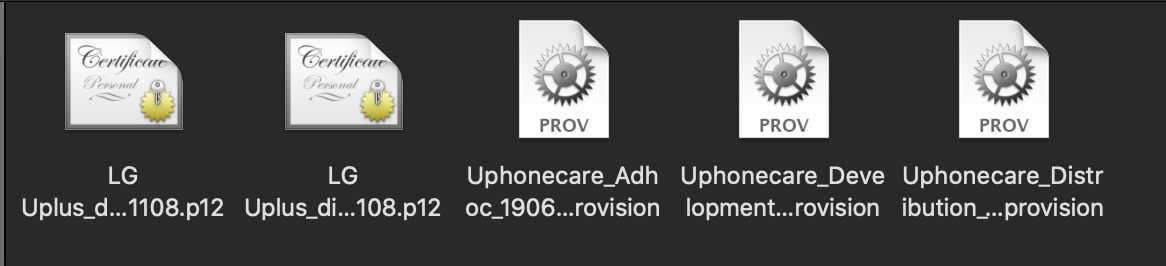 Certificate
Personal
Certificate
Personal
PROV
PROV
PROV
LG
Uplus_d...1108.p12
LG
Uplus_di...108.p12
Uphonecare_Adh
oc_1906...rovision
Uphonecare_Deve
lopment...rovision
Uphonecare_Distr
ibution_...provision